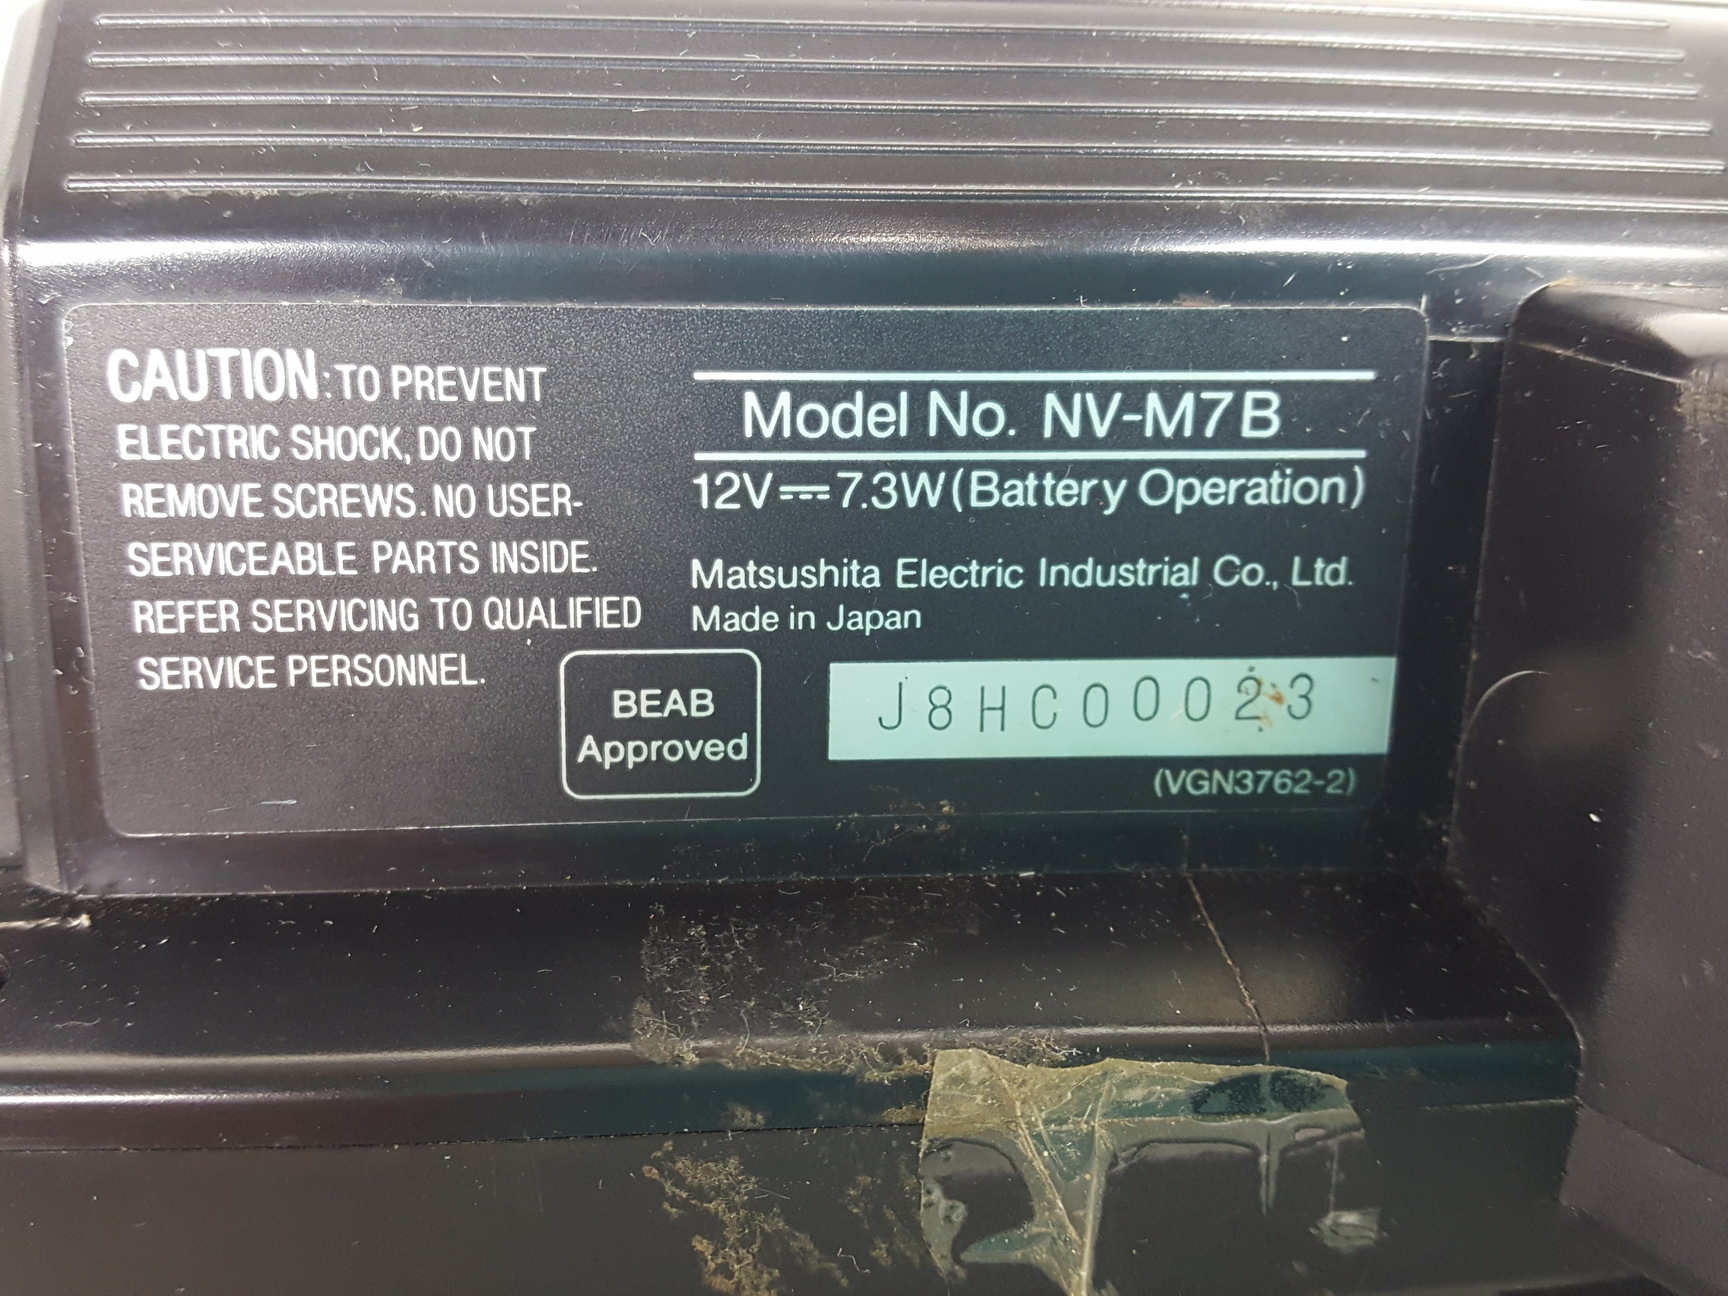 CAUTION: TO PREVENT
ELECTRIC SHOCK, DO NOT
REMOVE SCREWS. NO USER-
SERVICEABLE PARTS INSIDE.
REFER SERVICING TO QUALIFIED
SERVICE PERSONNEL.
BEAB
Approved
Model No. NV-M7B
12V⎓7.3W (Battery Operation)
Matsushita Electric Industrial Co., Ltd.
Made in Japan
J8HC00023
(VGN3762-2)